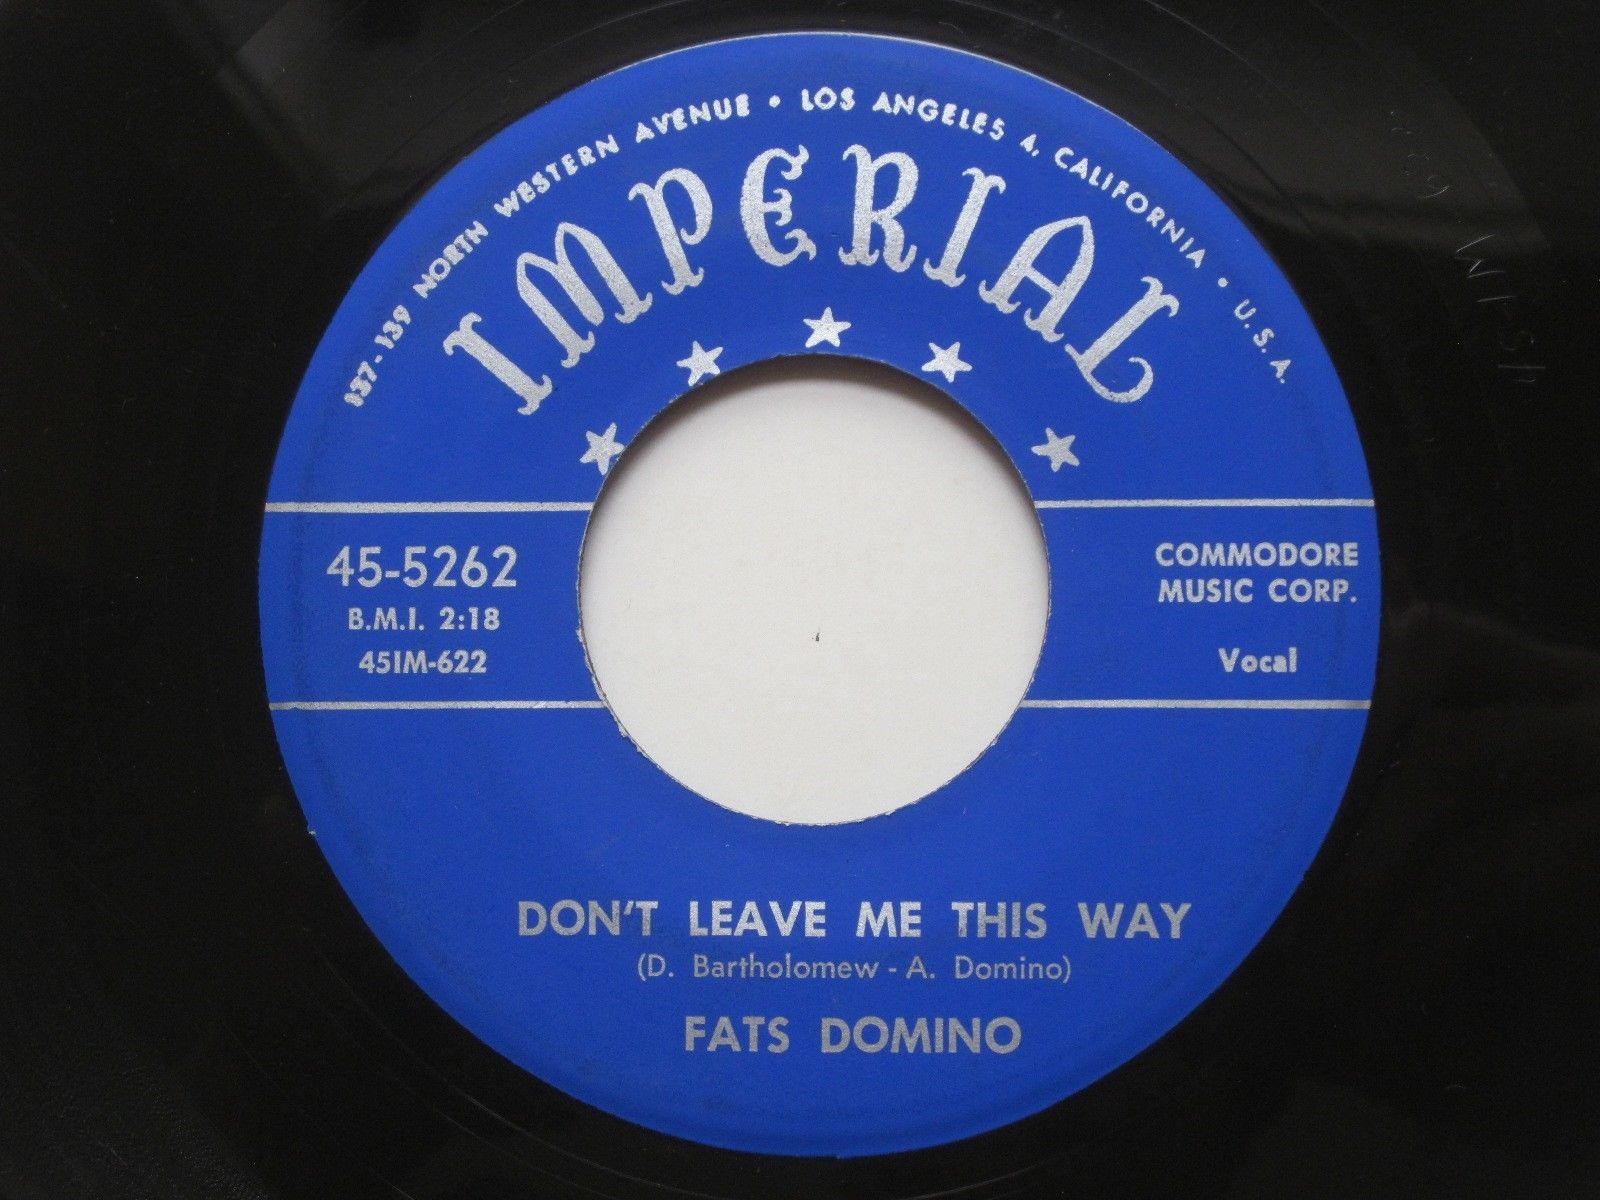 137-139 NORTH WESTERN AVENUE • LOS ANGELES 4, CALIFORNIA • U.S.A.
IMPERIAL
45-5262
B.M.I. 2:18
45IM-622
COMMODORE
MUSIC CORP.
Vocal
DON'T LEAVE ME THIS WAY
(D. Bartholomew - A. Domino)
FATS DOMINO